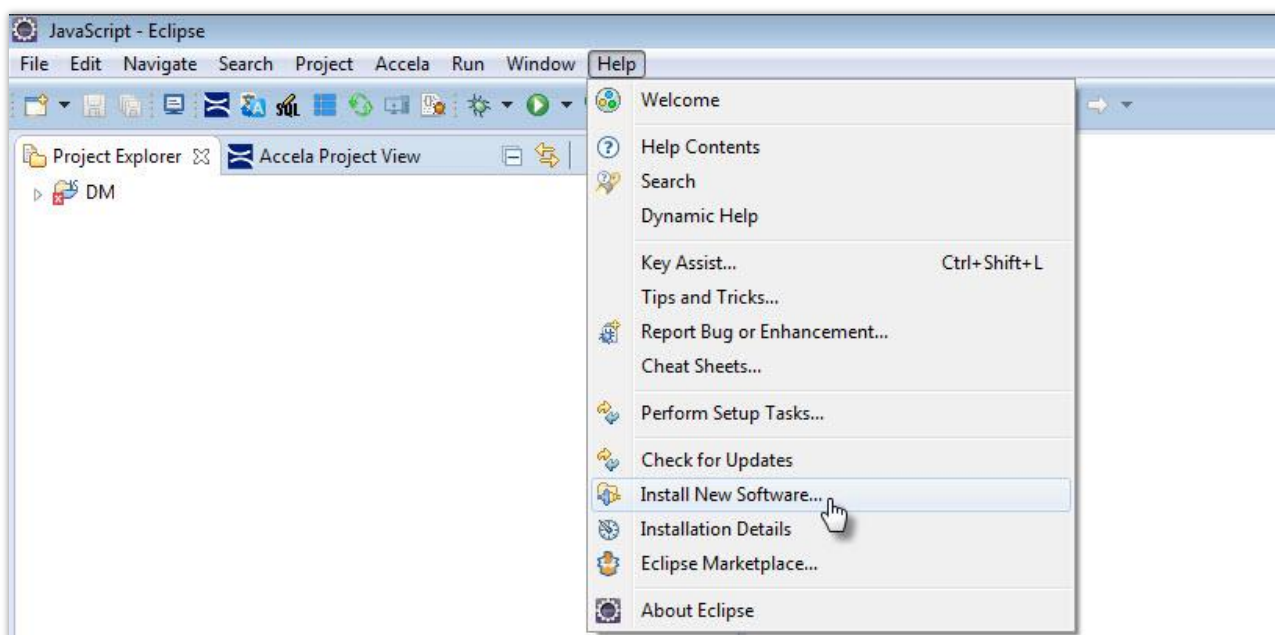 JavaScript - Eclipse
File Edit Navigate Search Project Accela Run Window Help
SQL
Welcome
Project Explorer Accela Project View
Help Contents
JS DM
Search
Dynamic Help
Key Assist... Ctrl+Shift+L
Tips and Tricks...
Report Bug or Enhancement...
Cheat Sheets...
Perform Setup Tasks...
Check for Updates
Install New Software...
Installation Details
Eclipse Marketplace...
About Eclipse